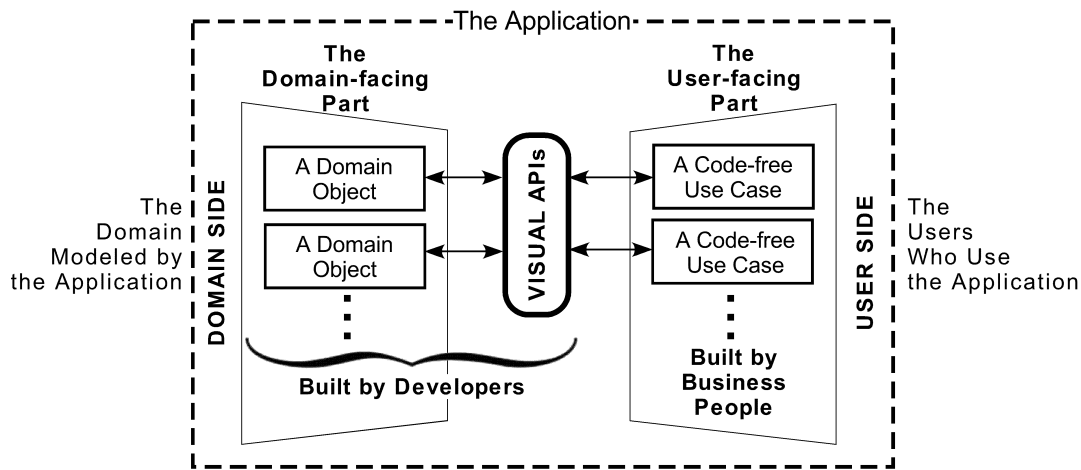 The Application
The
Domain-facing
Part
The
User-facing
Part
The
Domain
Modeled by
the Application
DOMAIN SIDE
A Domain
Object
A Domain
Object
Built by Developers
VISUAL APIs
A Code-free
Use Case
A Code-free
Use Case
Built by
Business
People
USER SIDE
The
Users
Who Use
the Application